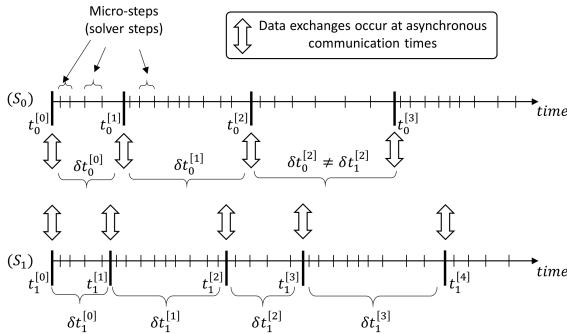 Micro-steps
(solver steps)
Data exchanges occur at asynchronous
communication times
(S₀)
time
t₀^[0] t₀^[1] t₀^[2] t₀^[3]
δt₀^[0] δt₀^[1] δt₀^[2] ≠ δt₁^[2]
(S₁)
time
t₁^[0] t₁^[1] t₁^[2] t₁^[3] t₁^[4]
δt₁^[0] δt₁^[1] δt₁^[2] δt₁^[3]